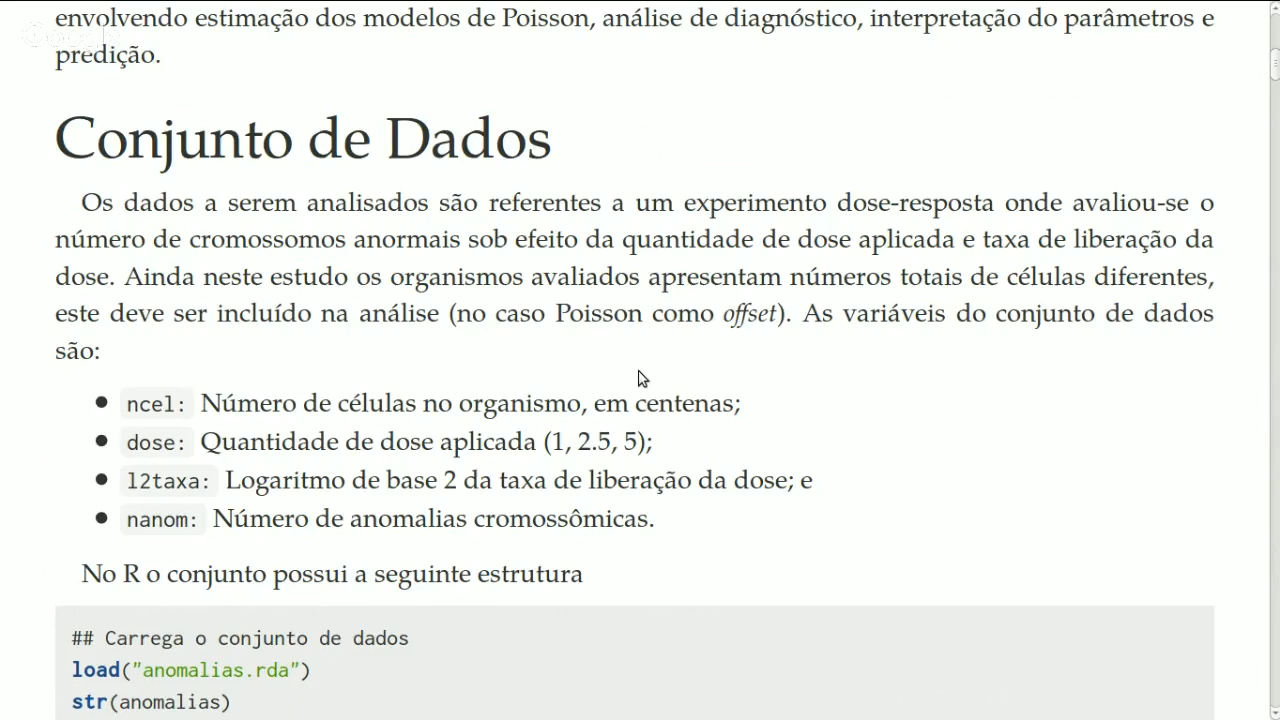 envolvendo estimação dos modelos de Poisson, análise de diagnóstico, interpretação do parâmetros e
predição.
Google
Conjunto de Dados
Os dados a serem analisados são referentes a um experimento dose-resposta onde avaliou-se o
número de cromossomos anormais sob efeito da quantidade de dose aplicada e taxa de liberação da
dose. Ainda neste estudo os organismos avaliados apresentam números totais de células diferentes,
este deve ser incluído na análise (no caso Poisson como offset). As variáveis do conjunto de dados
são:
● ncel: Número de células no organismo, em centenas;
● dose: Quantidade de dose aplicada (1, 2.5, 5);
● l2taxa: Logaritmo de base 2 da taxa de liberação da dose; e
● nanom: Número de anomalias cromossômicas.
No R o conjunto possui a seguinte estrutura
## Carrega o conjunto de dados
load("anomalias.rda")
str(anomalias)